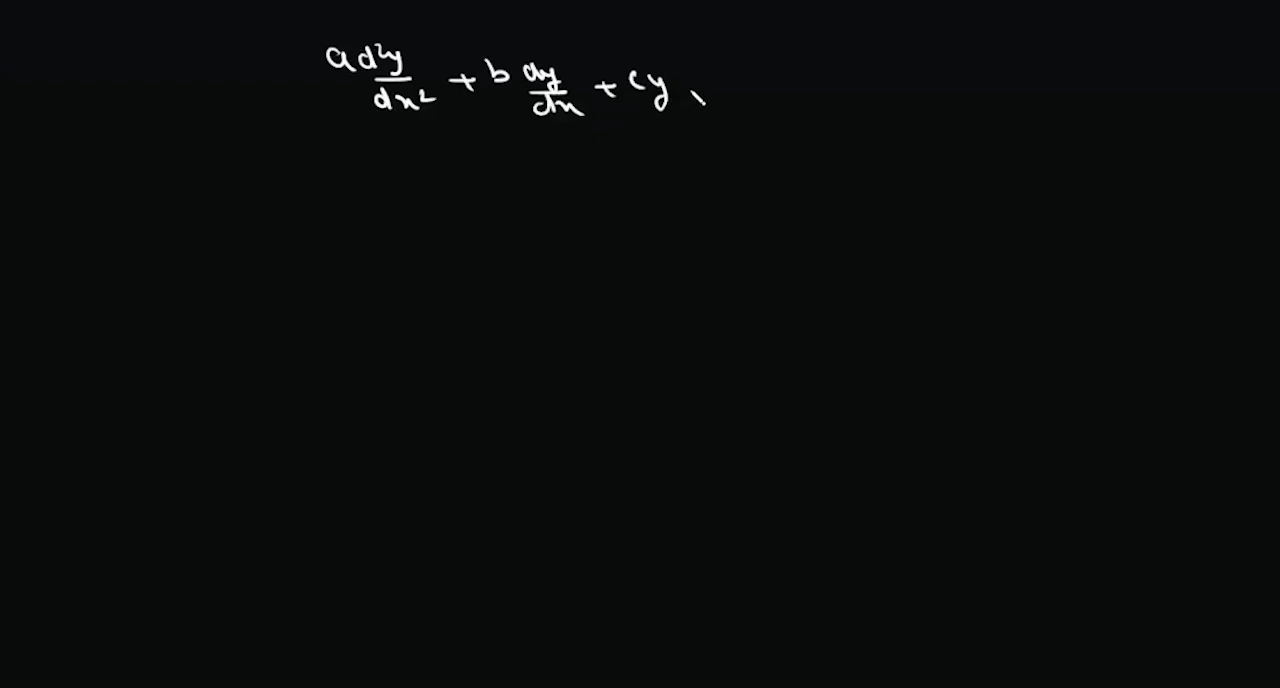 a d²y/dx² + b dy/dx + cy